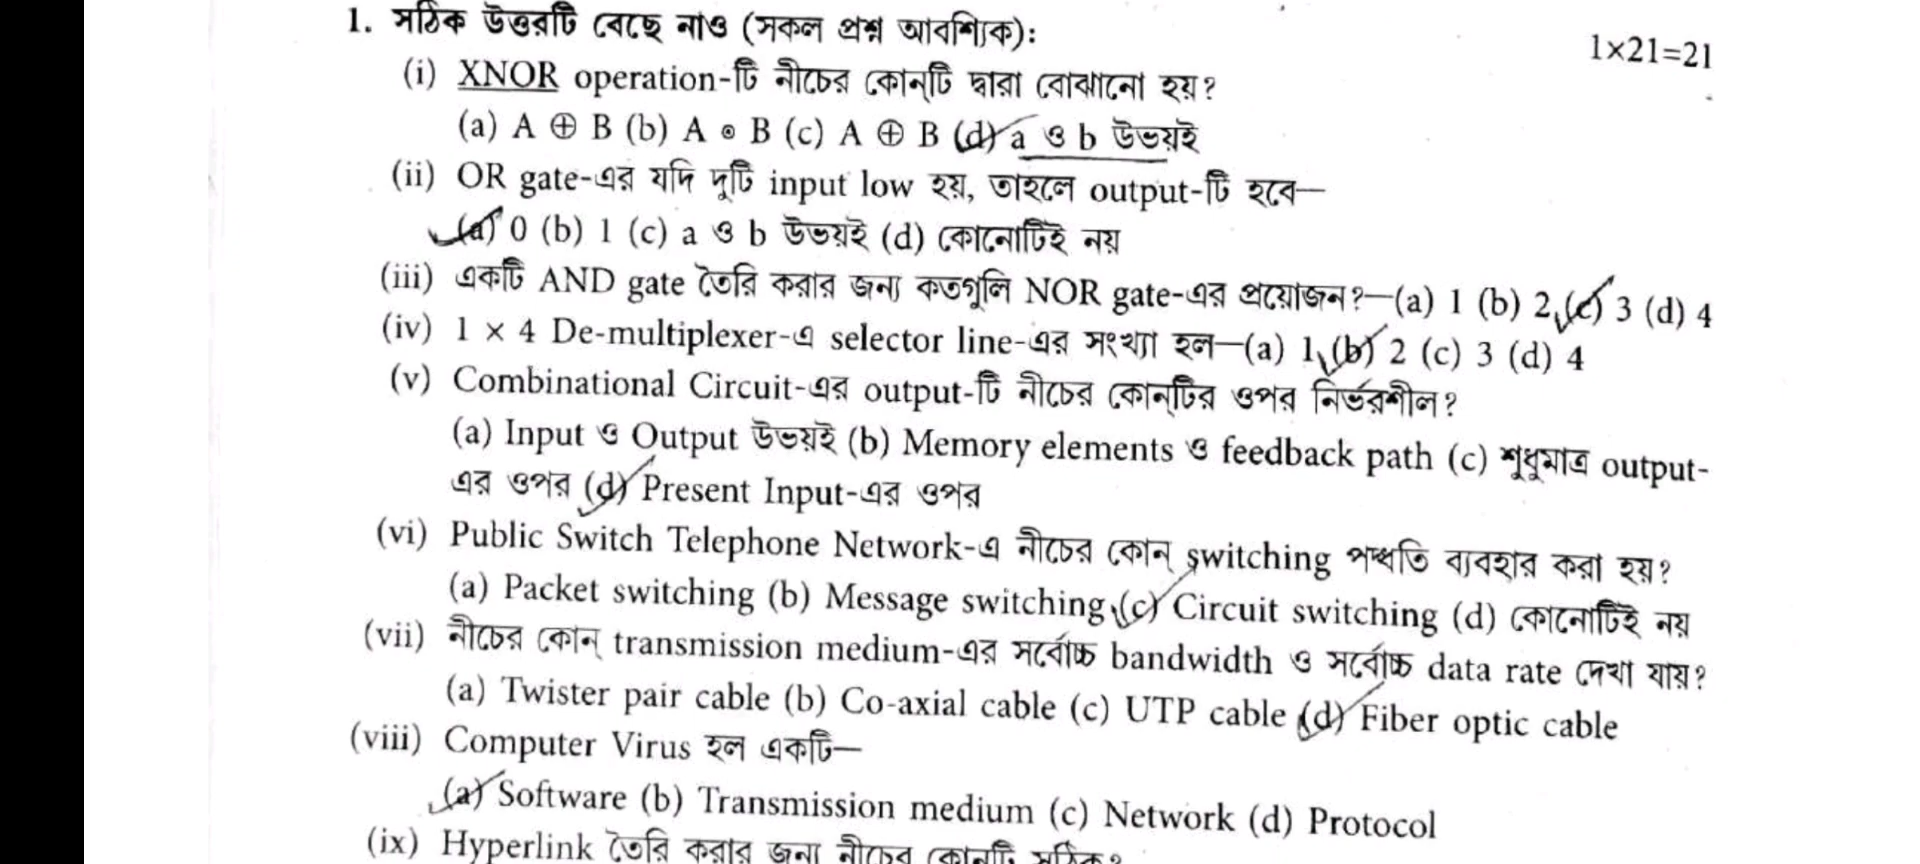 1. সঠিক উত্তরটি বেছে নাও (সকল প্রশ্ন আবশ্যিক): 1×21=21
(i) XNOR operation-টি নীচের কোন্‌টি দ্বারা বোঝানো হয়?
(a) A ⊕ B (b) A ⊙ B (c) A ⊕ B (d) a ও b উভয়ই
(ii) OR gate-এর যদি দুটি input low হয়, তাহলে output-টি হবে—
(a) 0 (b) 1 (c) a ও b উভয়ই (d) কোনোটিই নয়
(iii) একটি AND gate তৈরি করার জন্য কতগুলি NOR gate-এর প্রয়োজন?—(a) 1 (b) 2 (c) 3 (d) 4
(iv) 1 × 4 De-multiplexer-এ selector line-এর সংখ্যা হল—(a) 1 (b) 2 (c) 3 (d) 4
(v) Combinational Circuit-এর output-টি নীচের কোন্‌টির ওপর নির্ভরশীল?
(a) Input ও Output উভয়ই (b) Memory elements ও feedback path (c) শুধুমাত্র output-
এর ওপর (d) Present Input-এর ওপর
(vi) Public Switch Telephone Network-এ নীচের কোন্ switching পদ্ধতি ব্যবহার করা হয়?
(a) Packet switching (b) Message switching (c) Circuit switching (d) কোনোটিই নয়
(vii) নীচের কোন্ transmission medium-এর সর্বোচ্চ bandwidth ও সর্বোচ্চ data rate দেখা যায়?
(a) Twister pair cable (b) Co-axial cable (c) UTP cable (d) Fiber optic cable
(viii) Computer Virus হল একটি—
(a) Software (b) Transmission medium (c) Network (d) Protocol
(ix) Hyperlink তৈরি করার জন্য নীচের কোনটি সঠিক?